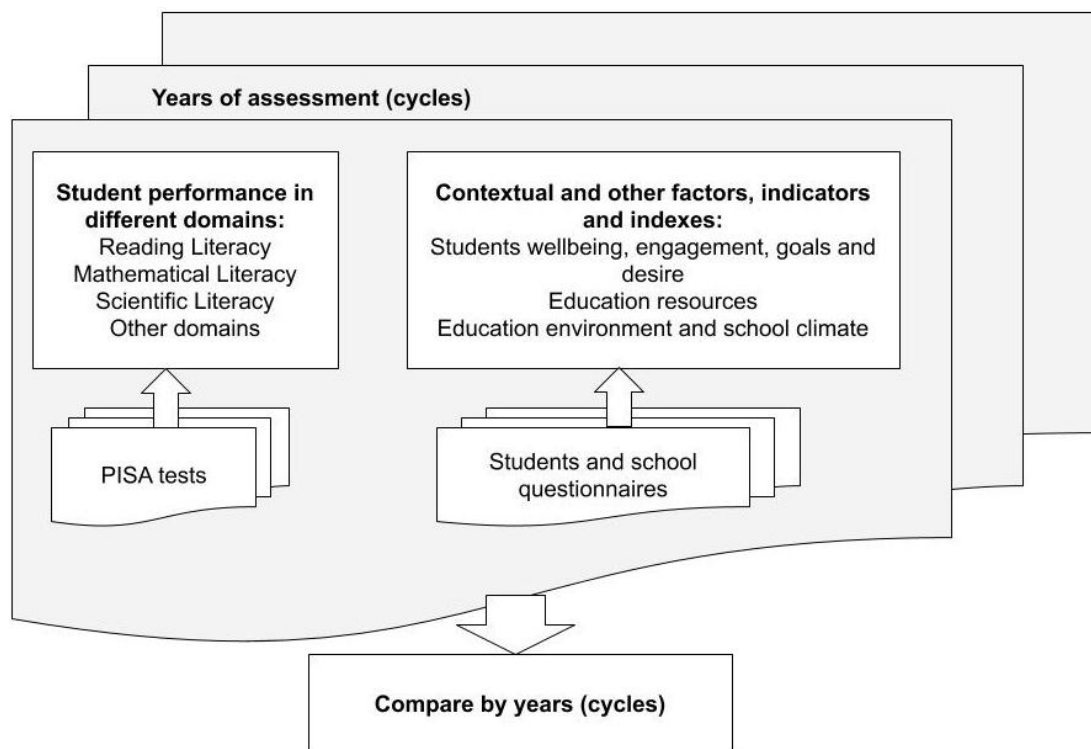 Years of assessment (cycles)
Student performance in
different domains:
Reading Literacy
Mathematical Literacy
Scientific Literacy
Other domains
Contextual and other factors, indicators
and indexes:
Students wellbeing, engagement, goals and
desire
Education resources
Education environment and school climate
PISA tests
Students and school
questionnaires
Compare by years (cycles)